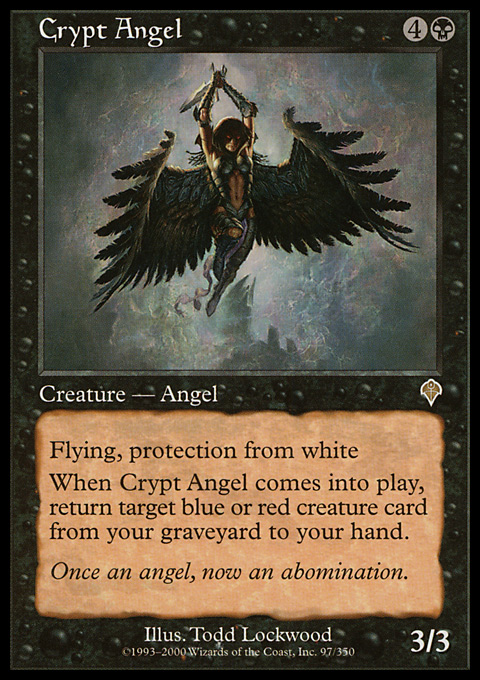 Crypt Angel 4
Creature — Angel
Flying, protection from white
When Crypt Angel comes into play,
return target blue or red creature card
from your graveyard to your hand.
Once an angel, now an abomination.
Illus. Todd Lockwood
3/3
©1993–2000 Wizards of the Coast, Inc. 97/350